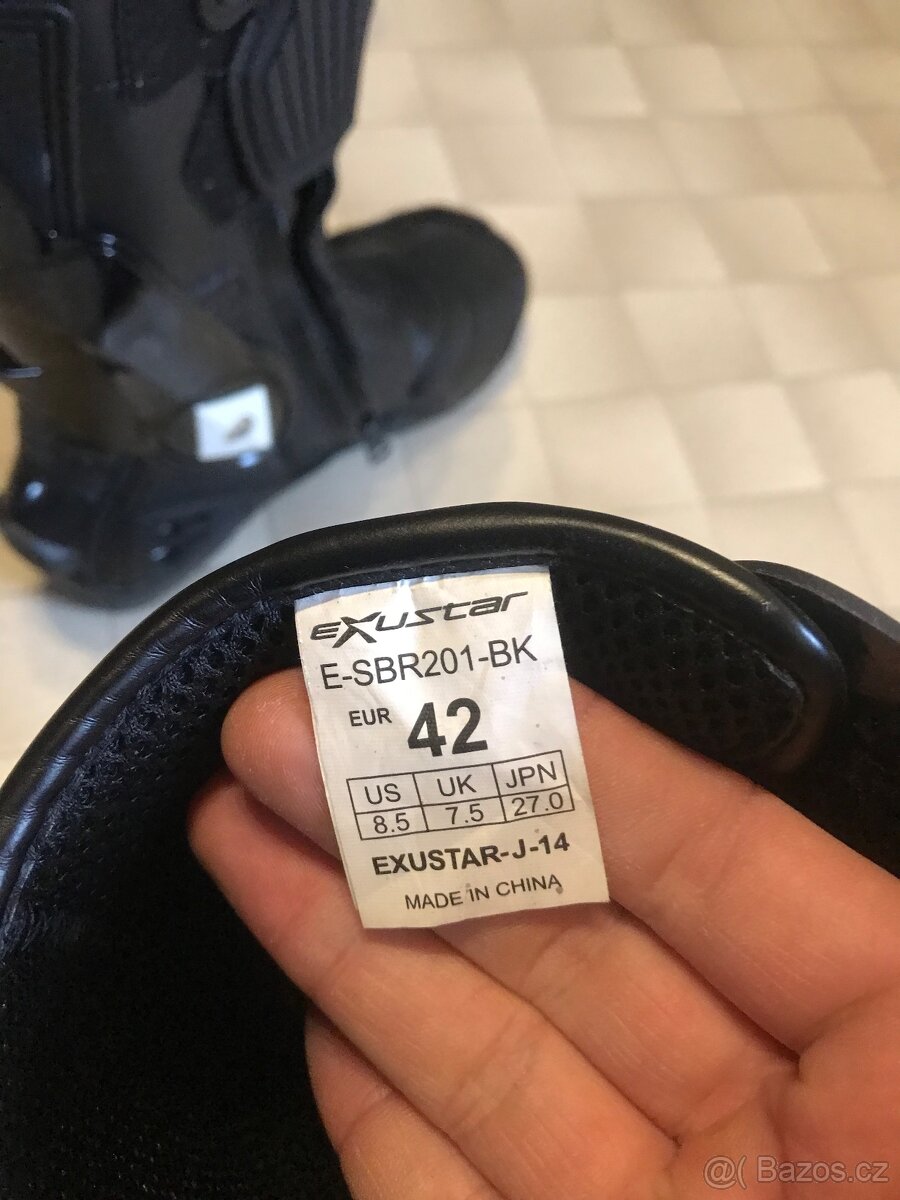 EXUSTAR
E-SBR201-BK
EUR 42
US UK JPN
8.5 7.5 27.0
EXUSTAR-J-14
MADE IN CHINA
@( Bazos.cz